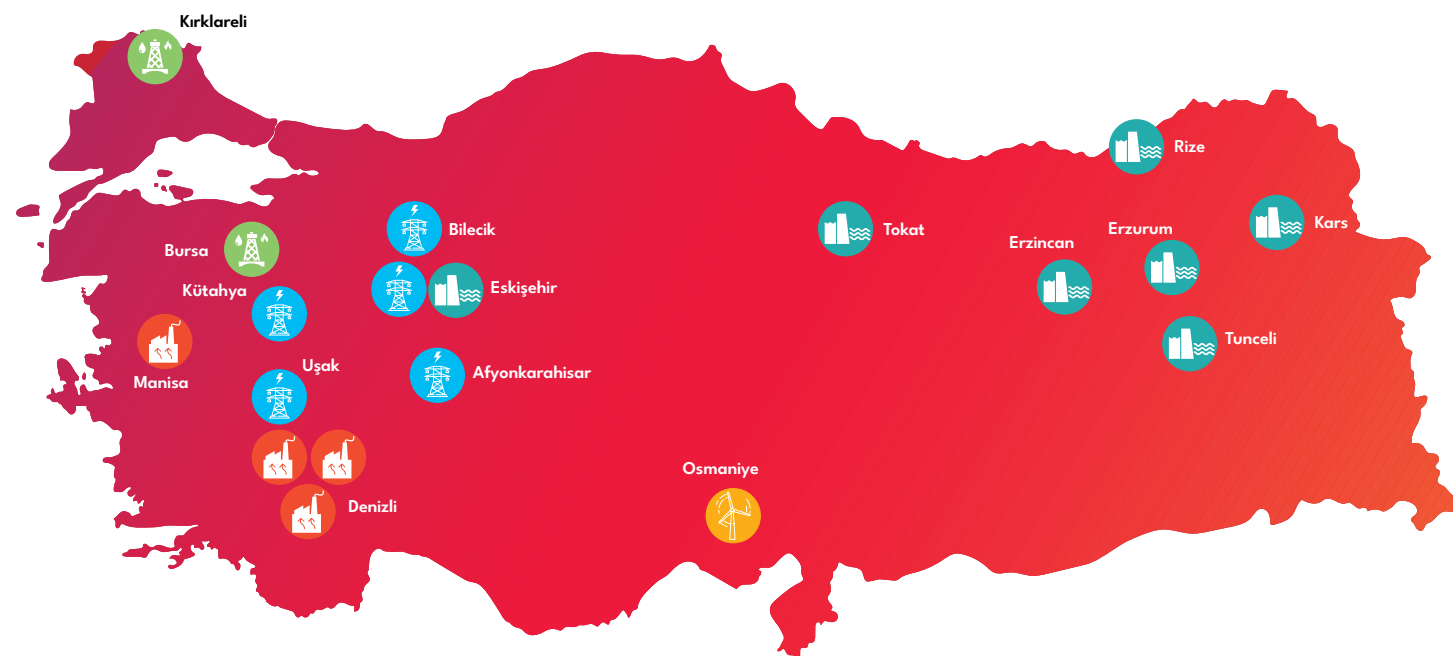 Kırklareli
Rize
Kars
Bilecik
Tokat
Erzurum
Erzincan
Bursa
Kütahya
Eskişehir
Tunceli
Uşak
Afyonkarahisar
Manisa
Osmaniye
Denizli